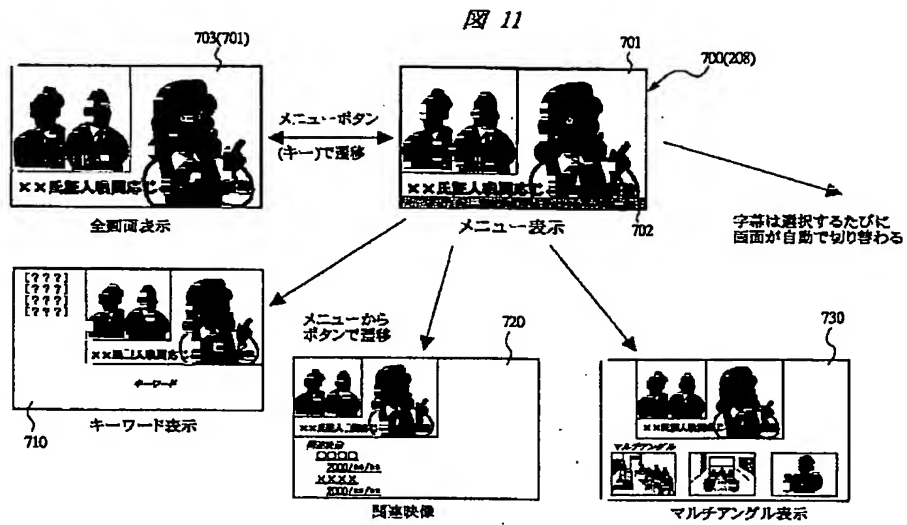 図 11
703(701)
701
700(208)
メニューボタン
(キー)で遷移
××氏証人喚問応じ
××氏証人喚問応じ
全画面表示
メニュー表示
702
字幕は選択するたびに
画面が自動で切り替わる
[???]
[???]
[???]
[???]
キーワード
710
キーワード表示
メニューから
ボタンで遷移
720
関連映像
□□□□
××××
関連映像
730
マルチアングル
マルチアングル表示